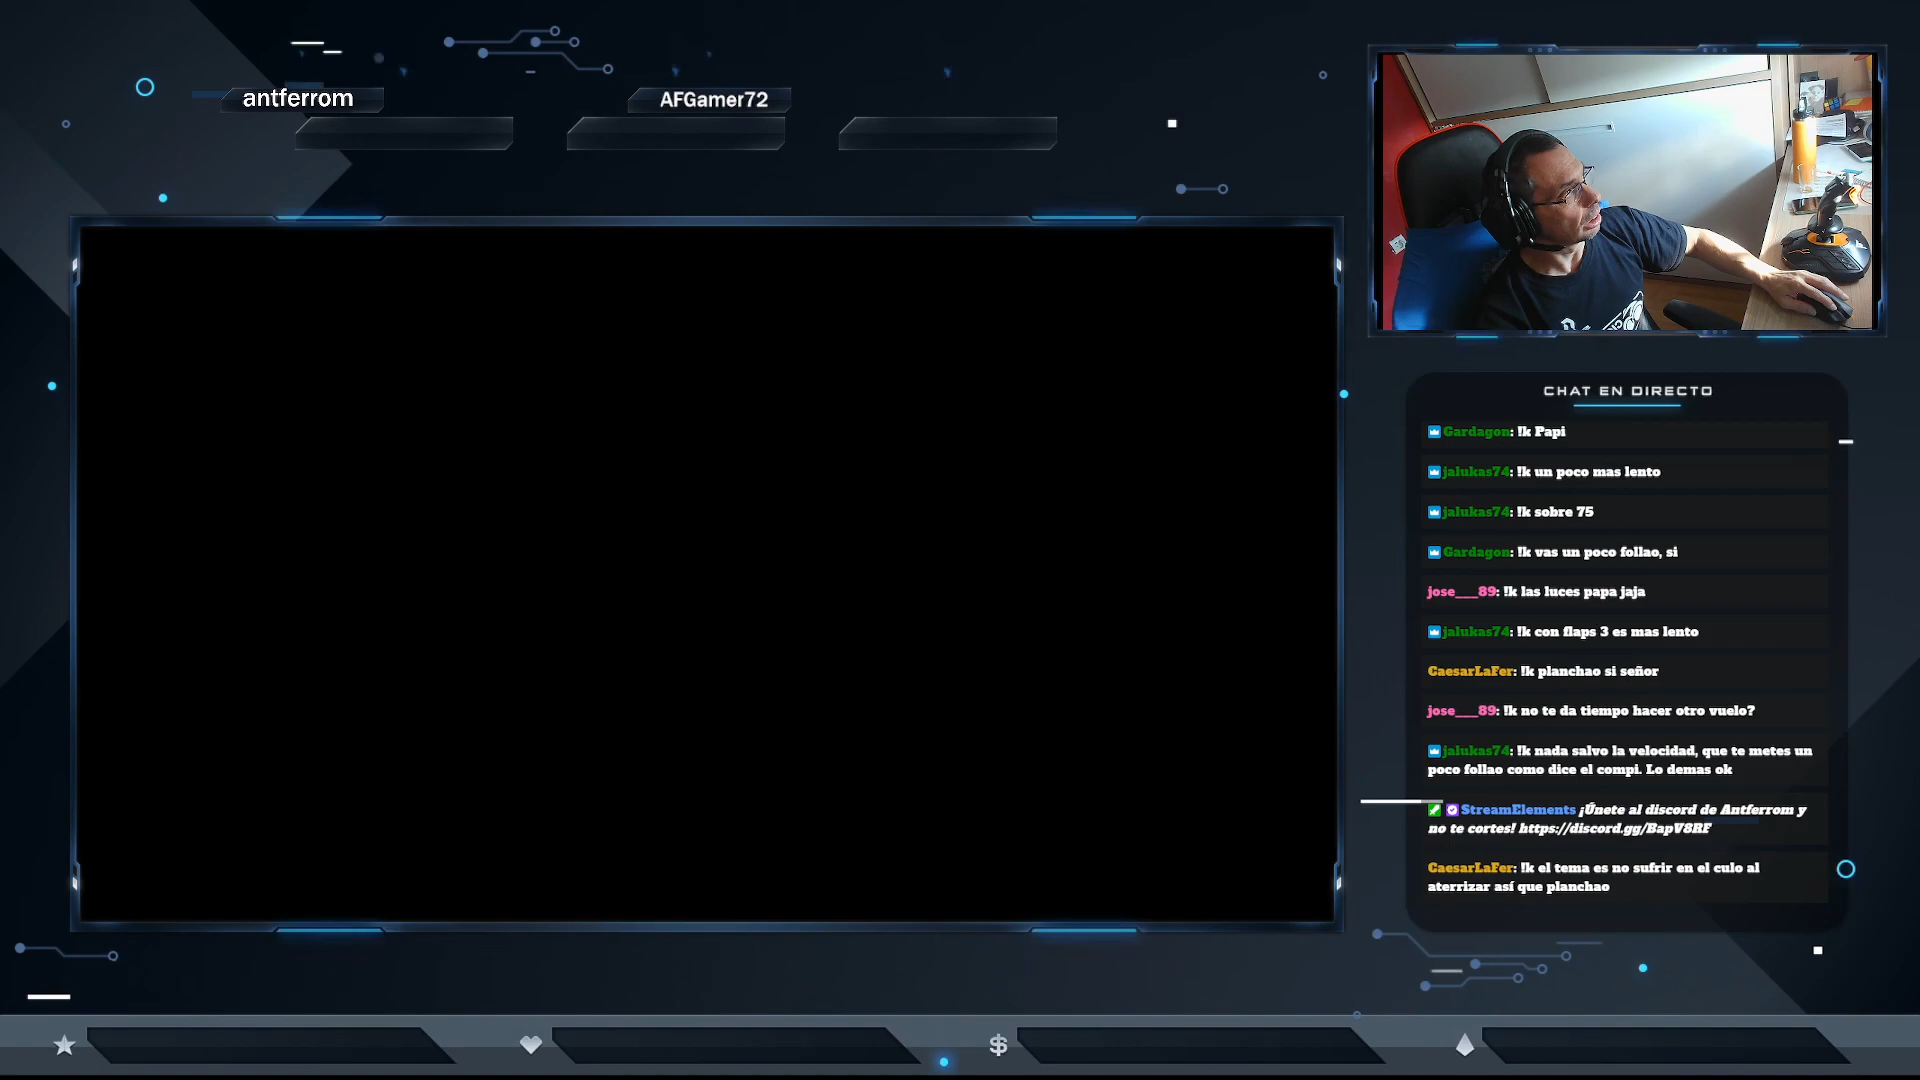 antferrom
AFGamer72
CHAT EN DIRECTO
Gardagon: !k Papi
jalukas74: !k un poco mas lento
jalukas74: !k sobre 75
Gardagon: !k vas un poco follao, si
jose___89: !k las luces papa jaja
jalukas74: !k con flaps 3 es mas lento
CaesarLaFer: !k planchao si señor
jose___89: !k no te da tiempo hacer otro vuelo?
jalukas74: !k nada salvo la velocidad, que te metes un
poco follao como dice el compi. Lo demas ok
StreamElements ¡Únete al discord de Antferrom y
no te cortes! https://discord.gg/BapV8RF
CaesarLaFer: !k el tema es no sufrir en el culo al
aterrizar así que planchao